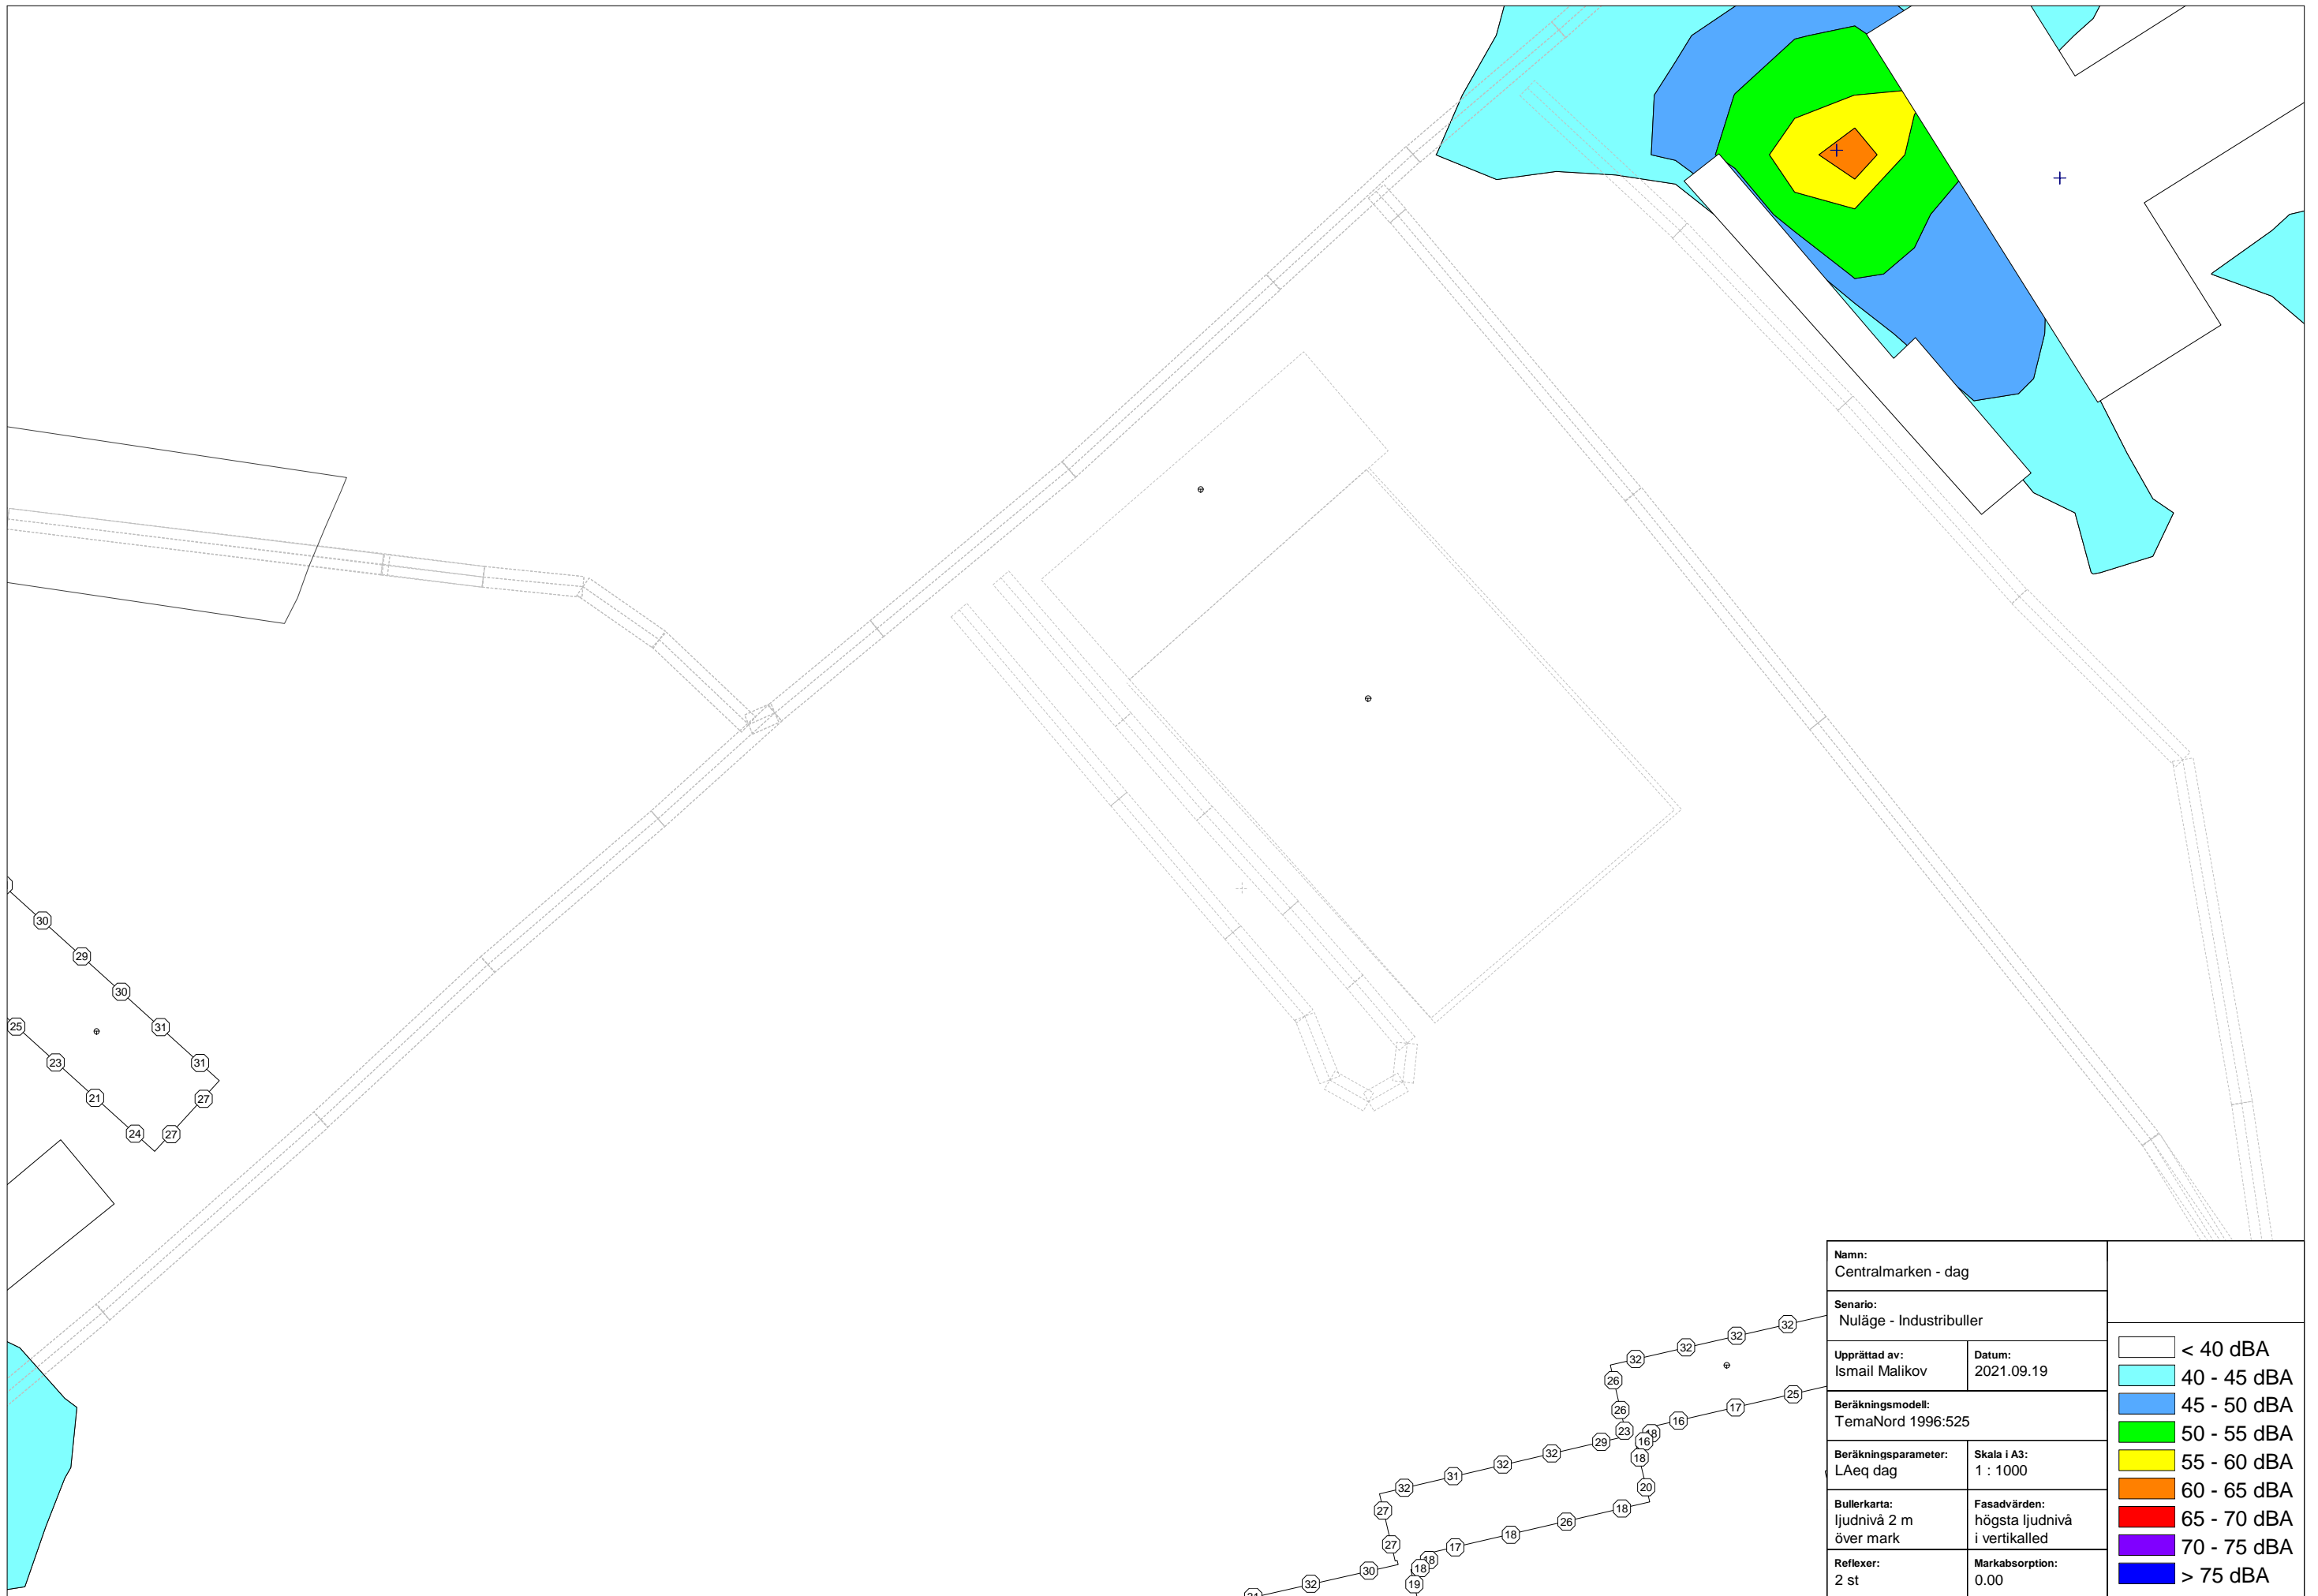 30
29
30
31
31
27
27
25
23
21
24
32
32
32
32
26
26
23
18
16
17
25
16
18
20
29
32
32
31
32
27
27
18
26
18
17
18
18
19
30
32
31
Namn:
Centralmarken - dag
Senario:
Nuläge - Industribuller
Upprättad av:
Ismail Malikov
Datum:
2021.09.19
Beräkningsmodell:
TemaNord 1996:525
Beräkningsparameter:
LAeq dag
Skala i A3:
1 : 1000
Bullerkarta:
ljudnivå 2 m
över mark
Fasadvärden:
högsta ljudnivå
i vertikalled
Reflexer:
2 st
Markabsorption:
0.00
< 40 dBA
40 - 45 dBA
45 - 50 dBA
50 - 55 dBA
55 - 60 dBA
60 - 65 dBA
65 - 70 dBA
70 - 75 dBA
> 75 dBA